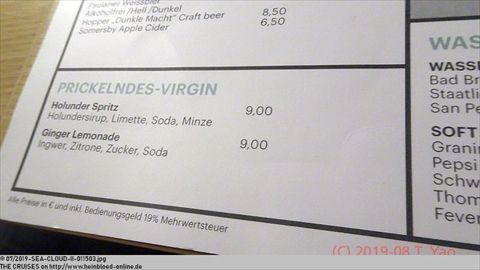 Paulaner Weissbier
Alkoholfrei /Hell /Dunkel 8,50
Hopper „Dunkle Macht“ Craft beer 6,50
Somersby Apple Cider
PRICKELNDES-VIRGIN
Holunder Spritz
Holundersirup, Limette, Soda, Minze 9,00
Ginger Lemonade
Ingwer, Zitrone, Zucker, Soda 9,00
Alle Preise in € und inkl. Bedienungsgeld 19% Mehrwertsteuer
WAS
WASSE
Bad Br
Staatli
San Pe
SOFT
Granin
Pepsi
Schw
Thom
Fever
(C) 2019-08 T. Yao
© 07/2019-SEA-CLOUD-II-011503.jpg
THE CRUISES on http://www.heinbloed-online.de